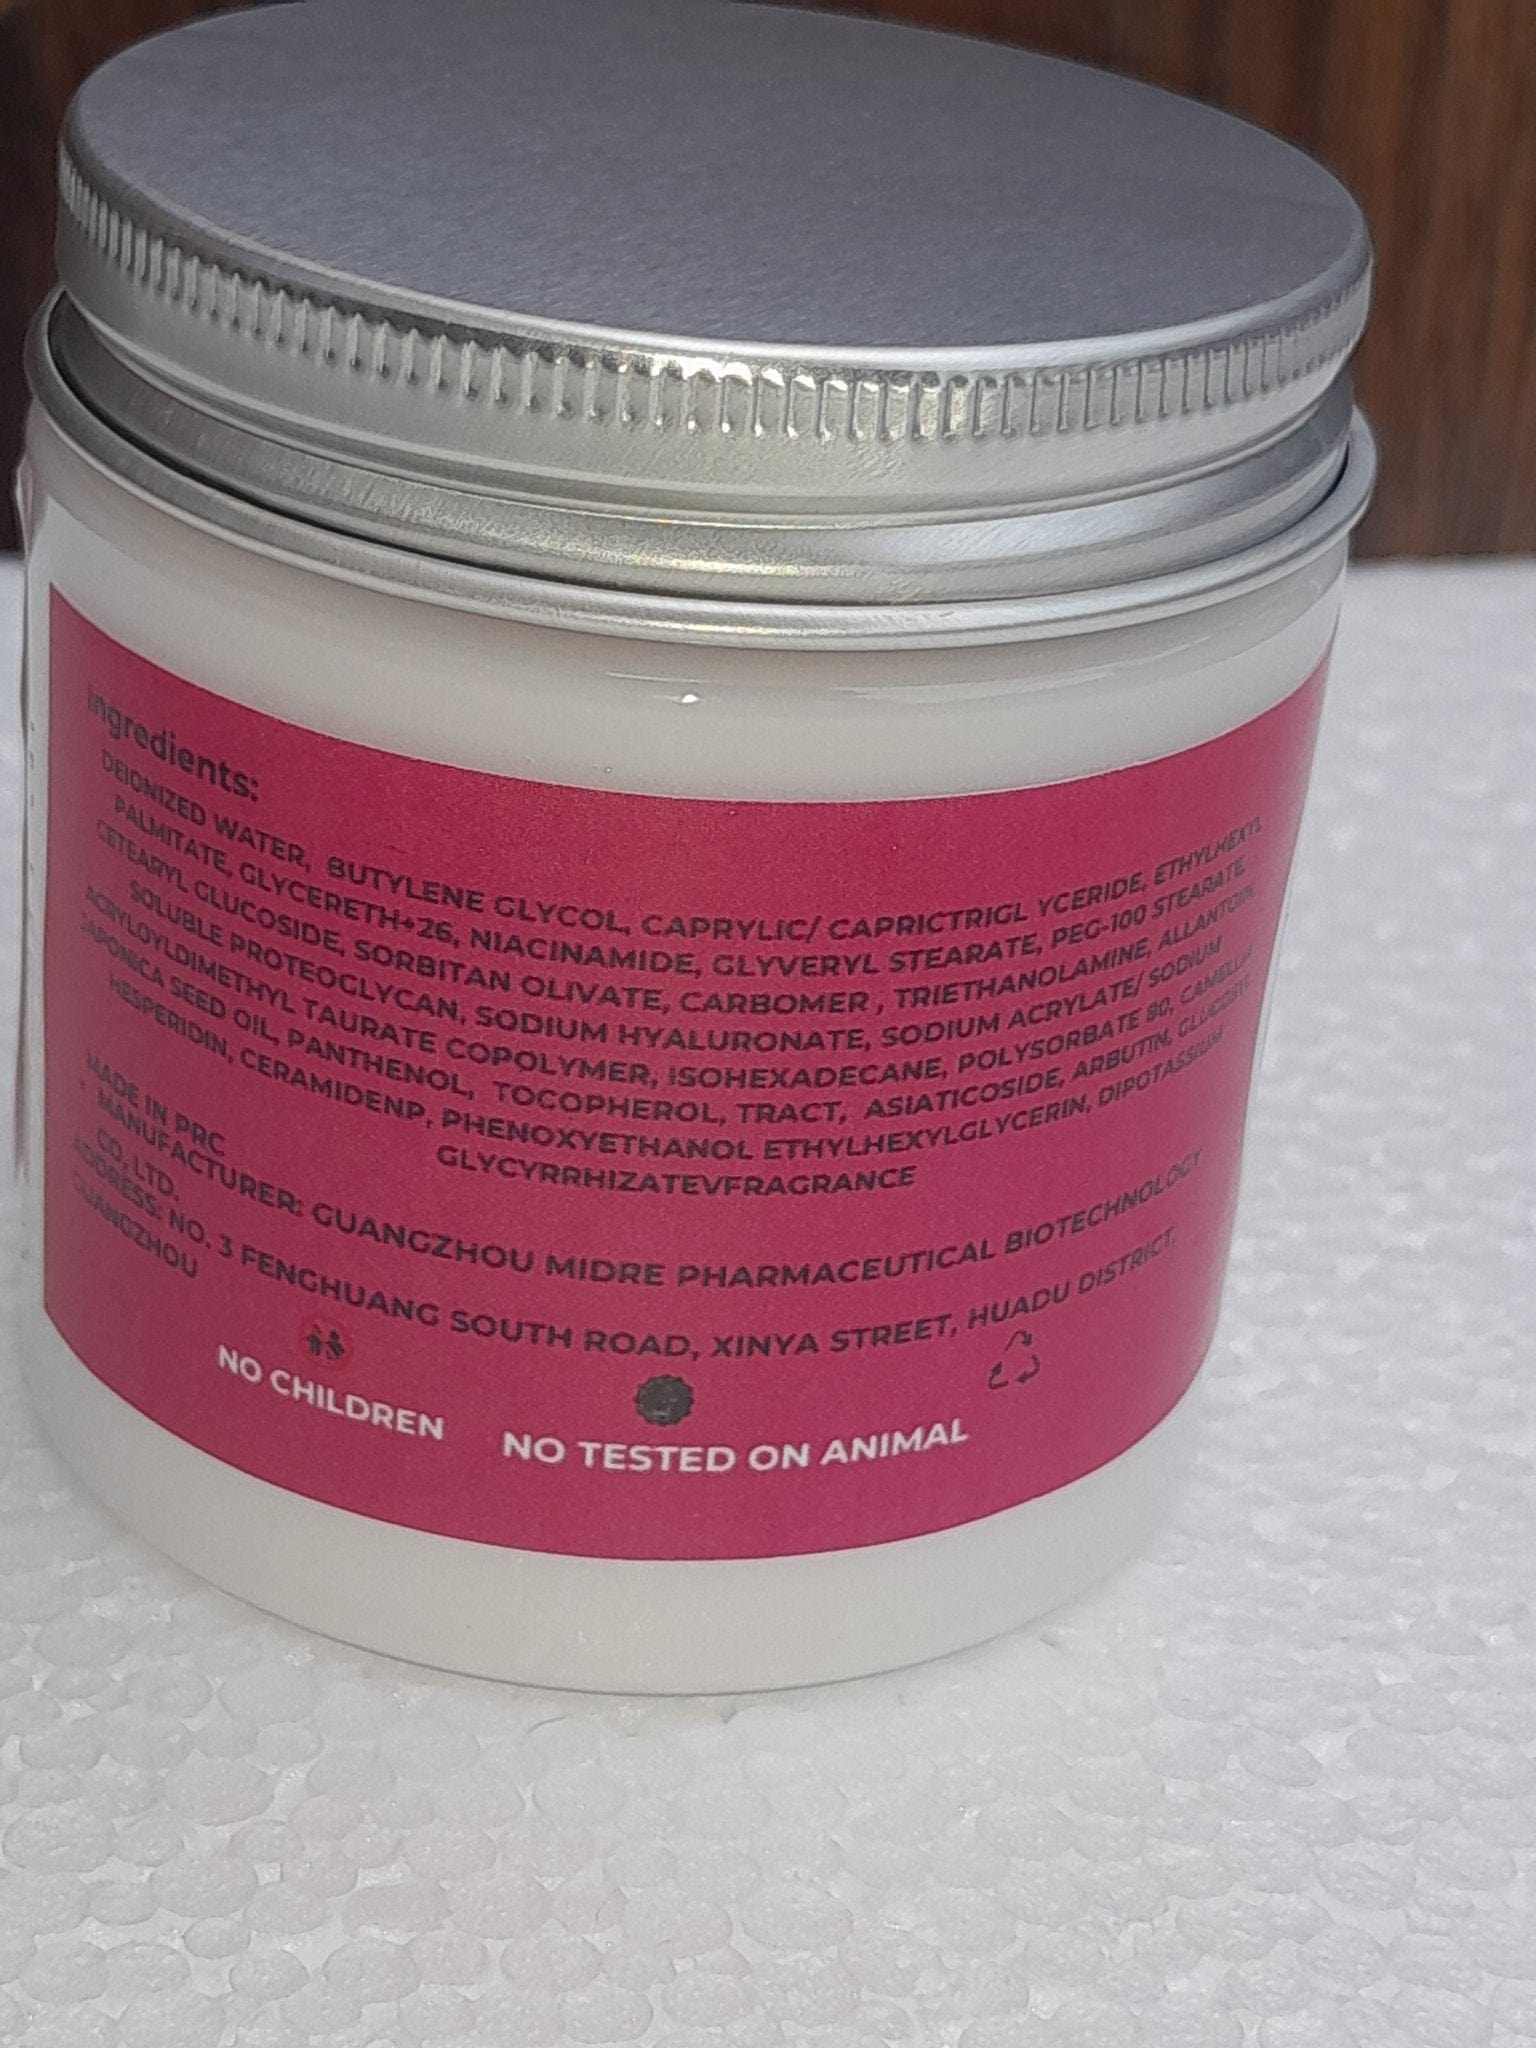 Ingredients:
DEIONIZED WATER, BUTYLENE GLYCOL, CAPRYLIC/ CAPRICTRIGL YCERIDE, ETHYLHEXYL
PALMITATE, GLYCERETH+26, NIACINAMIDE, GLYVERYL STEARATE, PEG-100 STEARATE,
CETEARYL GLUCOSIDE, SORBITAN OLIVATE, CARBOMER , TRIETHANOLAMINE, ALLANTOIN,
SOLUBLE PROTEOGLYCAN, SODIUM HYALURONATE, SODIUM ACRYLATE/ SODIUM
ACRYLOYLDIMETHYL TAURATE COPOLYMER, ISOHEXADECANE, POLYSORBATE 80, CAMELLIA
JAPONICA SEED OIL, PANTHENOL, TOCOPHEROL, TRACT, ASIATICOSIDE, ARBUTIN,
HESPERIDIN, CERAMIDENP, PHENOXYETHANOL ETHYLHEXYLGLYCERIN, DIPOTASSIUM
GLYCYRRHIZATEVFRAGRANCE
MADE IN PRC
MANUFACTURER: GUANGZHOU MIDRE PHARMACEUTICAL BIOTECHNOLOGY
CO, LTD.
ADDRESS: NO. 3 FENGHUANG SOUTH ROAD, XINYA STREET, HUADU DISTRICT.
GUANGZHOU
NO CHILDREN
NO TESTED ON ANIMAL